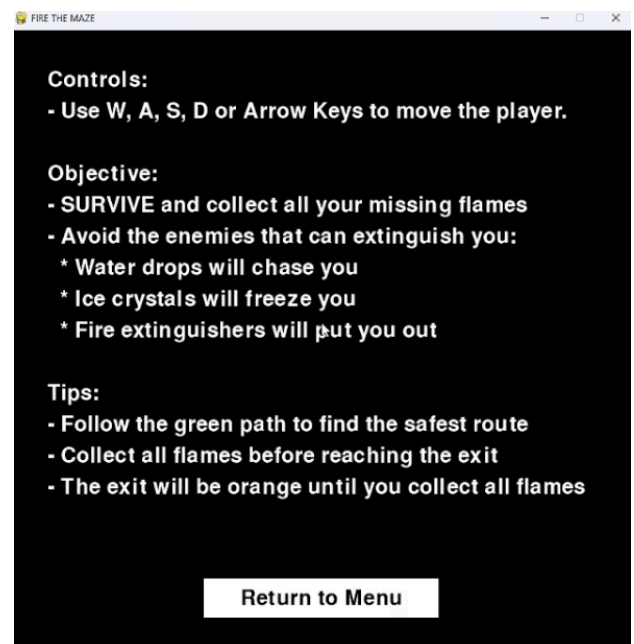 FIRE THE MAZE
Controls:
- Use W, A, S, D or Arrow Keys to move the player.
Objective:
- SURVIVE and collect all your missing flames
- Avoid the enemies that can extinguish you:
* Water drops will chase you
* Ice crystals will freeze you
* Fire extinguishers will put you out
Tips:
- Follow the green path to find the safest route
- Collect all flames before reaching the exit
- The exit will be orange until you collect all flames
Return to Menu